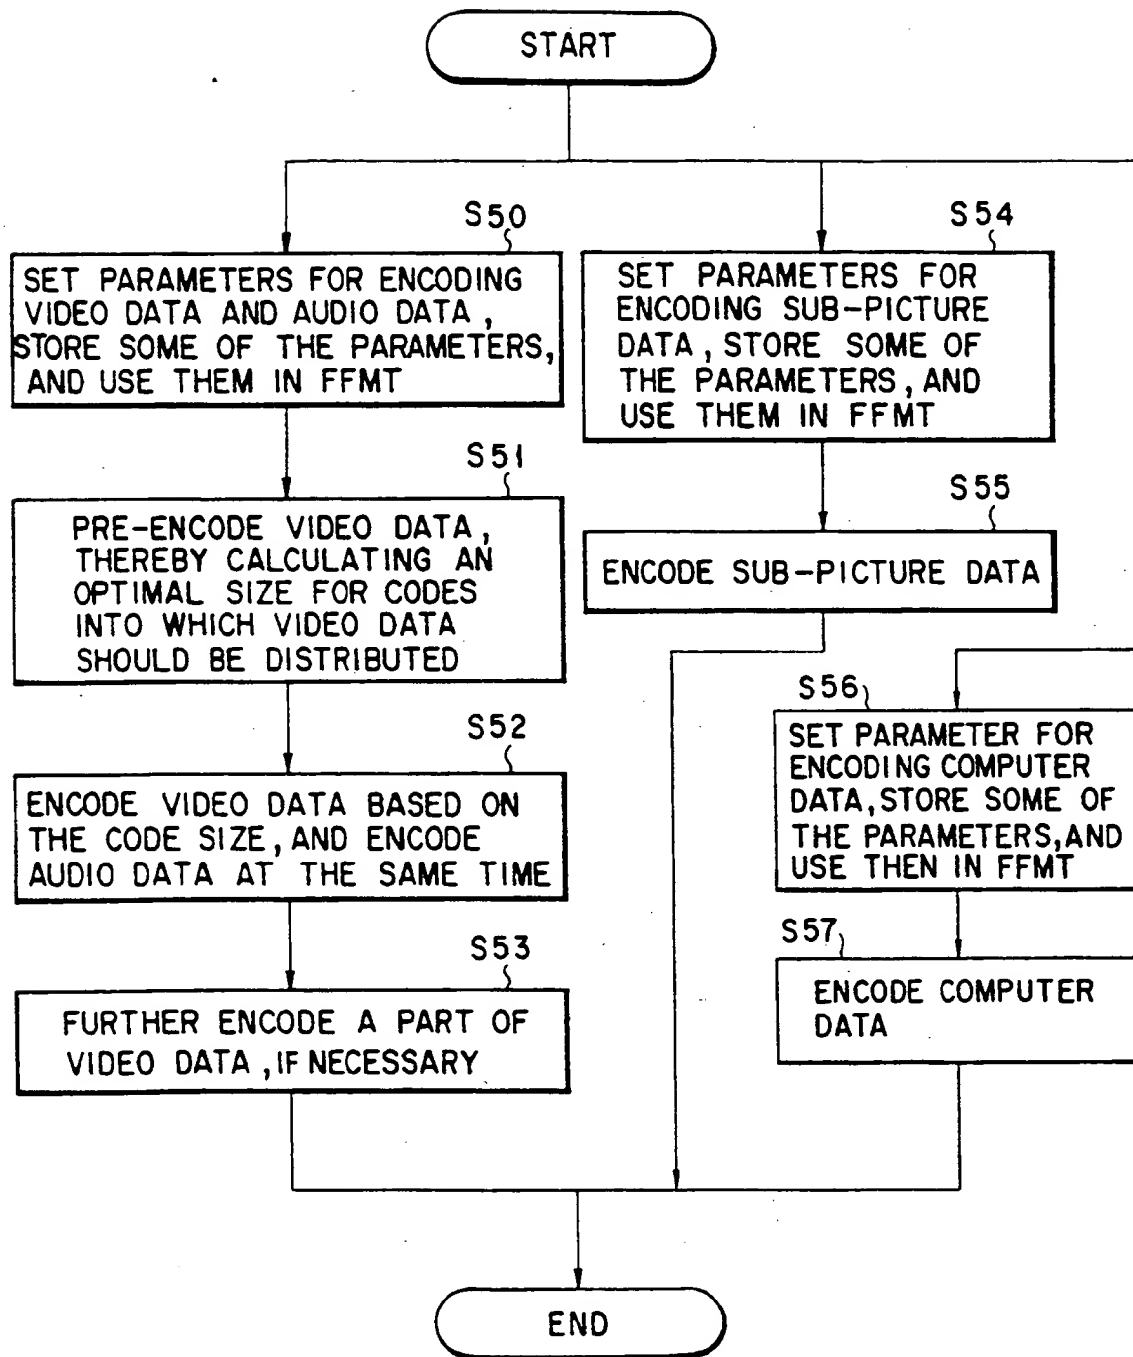 START
S50
SET PARAMETERS FOR ENCODING
VIDEO DATA AND AUDIO DATA,
STORE SOME OF THE PARAMETERS,
AND USE THEM IN FFMT
S51
PRE-ENCODE VIDEO DATA,
THEREBY CALCULATING AN
OPTIMAL SIZE FOR CODES
INTO WHICH VIDEO DATA
SHOULD BE DISTRIBUTED
S52
ENCODE VIDEO DATA BASED ON
THE CODE SIZE, AND ENCODE
AUDIO DATA AT THE SAME TIME
S53
FURTHER ENCODE A PART OF
VIDEO DATA, IF NECESSARY
S54
SET PARAMETERS FOR
ENCODING SUB-PICTURE
DATA, STORE SOME OF
THE PARAMETERS, AND
USE THEM IN FFMT
S55
ENCODE SUB-PICTURE DATA
S56
SET PARAMETER FOR
ENCODING COMPUTER
DATA, STORE SOME OF
THE PARAMETERS, AND
USE THEN IN FFMT
S57
ENCODE COMPUTER
DATA
END